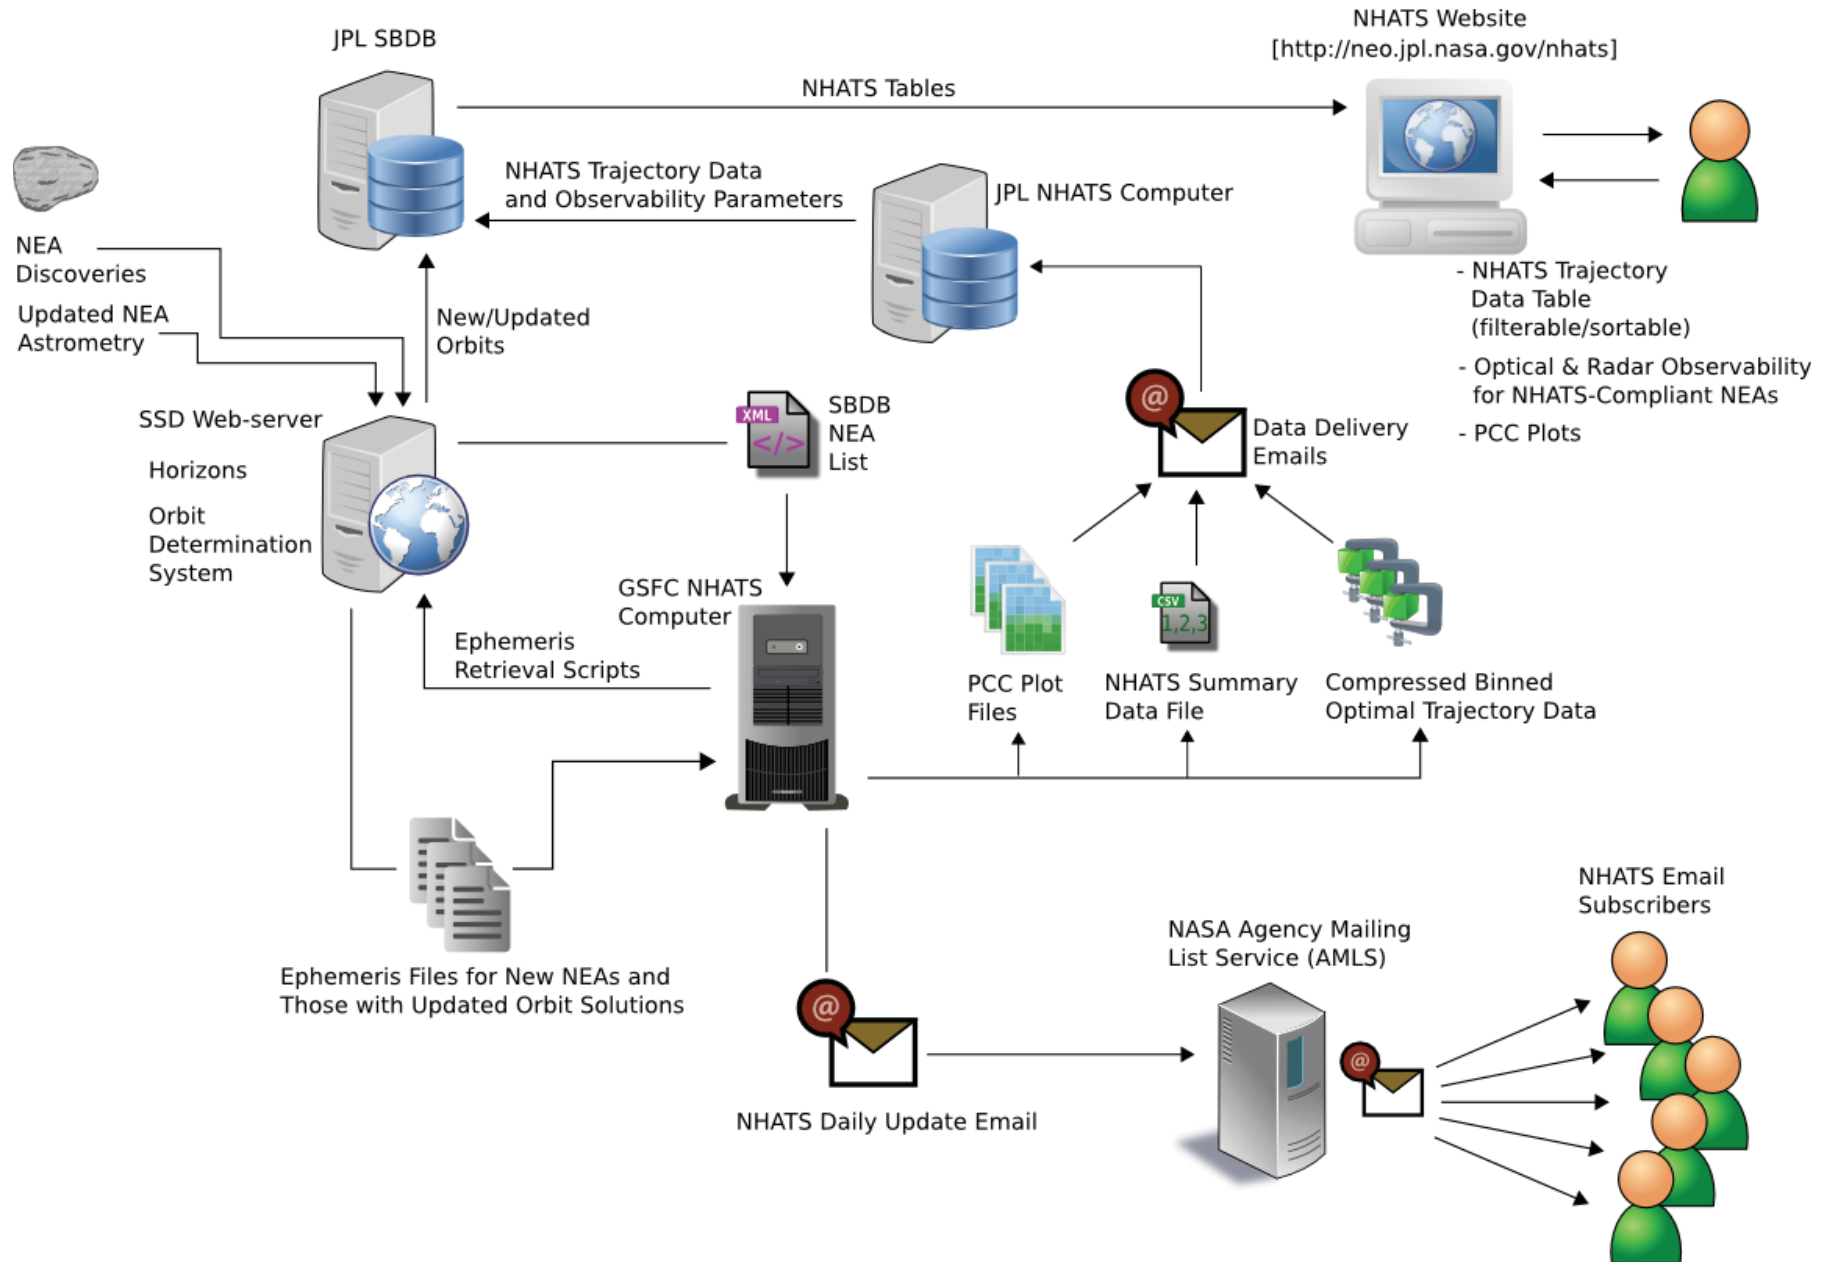 JPL SBDB
NHATS Website
[http://neo.jpl.nasa.gov/nhats]
NHATS Tables
NHATS Trajectory Data
and Observability Parameters
JPL NHATS Computer
NEA
Discoveries
Updated NEA
Astrometry
New/Updated
Orbits
- NHATS Trajectory
Data Table
(filterable/sortable)
- Optical & Radar Observability
for NHATS-Compliant NEAs
- PCC Plots
SSD Web-server
Horizons
Orbit
Determination
System
XML
</>
SBDB
NEA
List
@
Data Delivery
Emails
GSFC NHATS
Computer
Ephemeris
Retrieval Scripts
CSV
1,2,3
PCC Plot
Files
NHATS Summary
Data File
Compressed Binned
Optimal Trajectory Data
Ephemeris Files for New NEAs and
Those with Updated Orbit Solutions
@
NHATS Daily Update Email
NASA Agency Mailing
List Service (AMLS)
@
NHATS Email
Subscribers